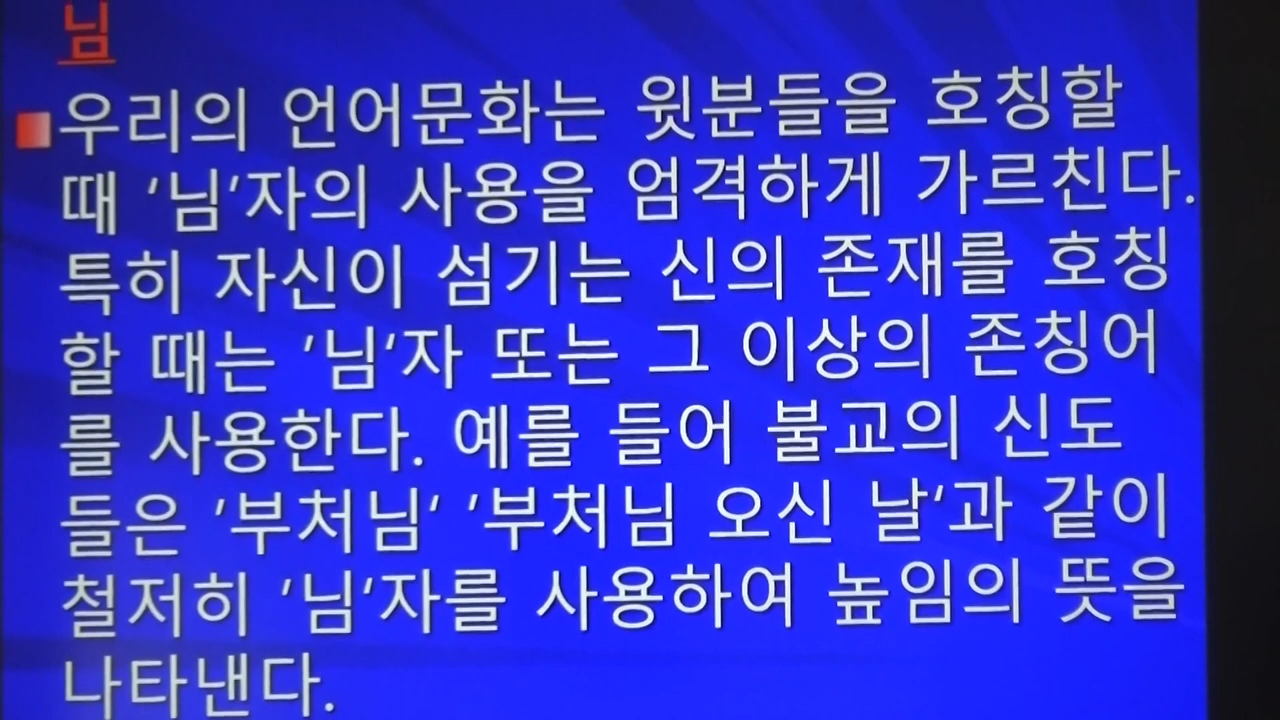 님
우리의 언어문화는 윗분들을 호칭할
때 ‘님’자의 사용을 엄격하게 가르친다.
특히 자신이 섬기는 신의 존재를 호칭
할 때는 ’님‘자 또는 그 이상의 존칭어
를 사용한다. 예를 들어 불교의 신도
들은 ’부처님‘ ’부처님 오신 날‘과 같이
철저히 ’님‘자를 사용하여 높임의 뜻을
나타낸다.